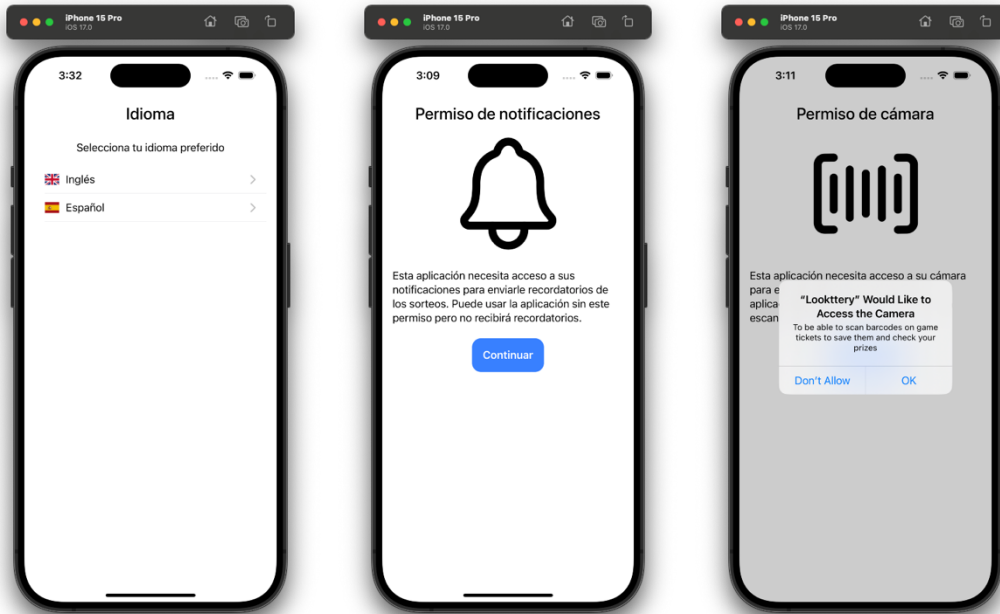 iPhone 15 Pro
iOS 17.0
3:32
Idioma
Selecciona tu idioma preferido
Inglés
Español
iPhone 15 Pro
iOS 17.0
3:09
Permiso de notificaciones
Esta aplicación necesita acceso a sus
notificaciones para enviarle recordatorios de
los sorteos. Puede usar la aplicación sin este
permiso pero no recibirá recordatorios.
Continuar
iPhone 15 Pro
iOS 17.0
3:11
Permiso de cámara
Esta aplicación necesita acceso a su cámara
para e
aplica
escan
“Lookttery” Would Like to
Access the Camera
To be able to scan barcodes on game
tickets to save them and check your
prizes
Don't Allow
OK